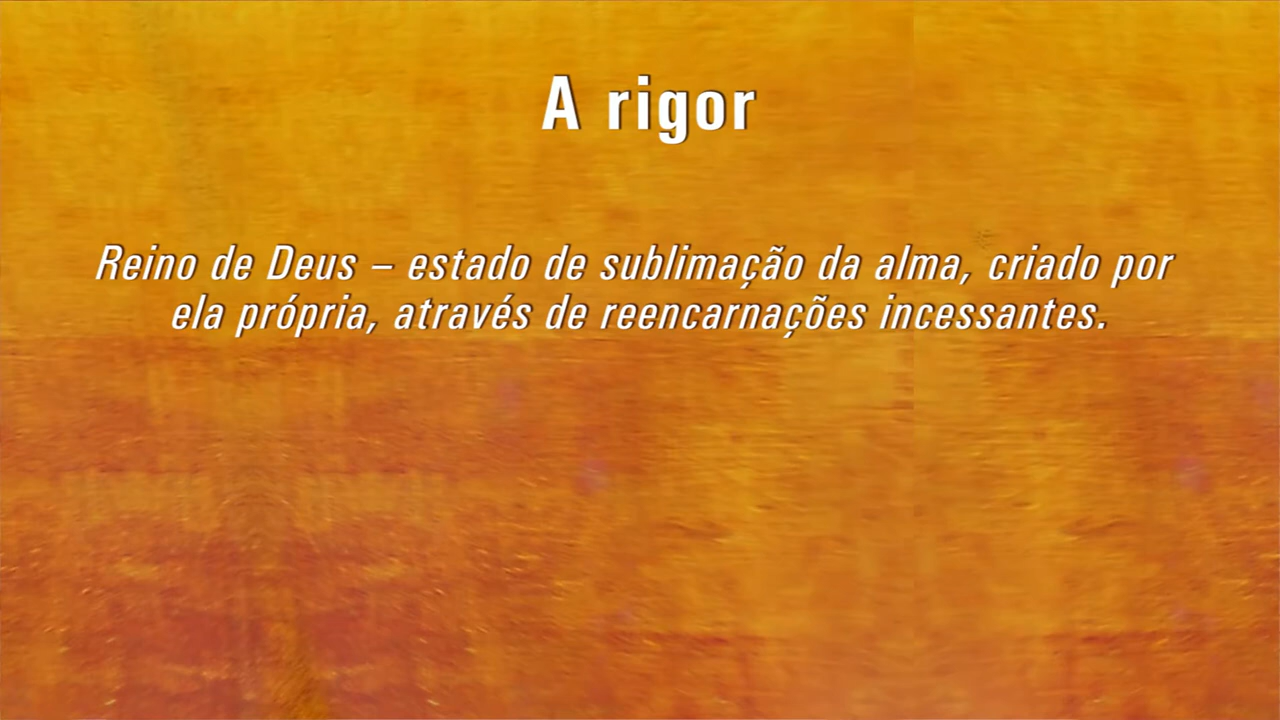 A rigor
Reino de Deus – estado de sublimação da alma, criado por
ela própria, através de reencarnações incessantes.